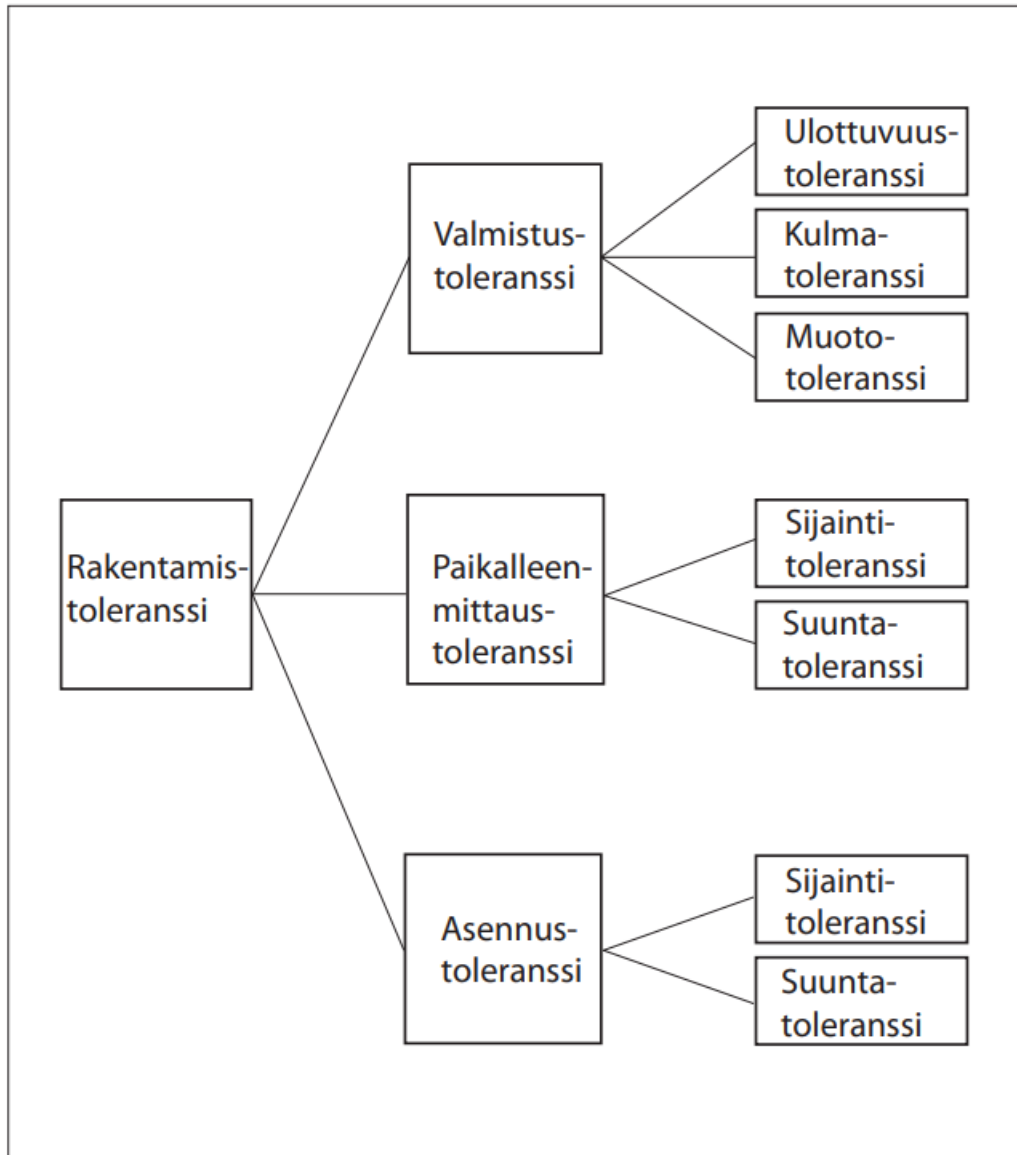 Rakentamis-
toleranssi
Valmistus-
toleranssi
Ulottuvuus-
toleranssi
Kulma-
toleranssi
Muoto-
toleranssi
Paikalleen-
mittaus-
toleranssi
Sijainti-
toleranssi
Suunta-
toleranssi
Asennus-
toleranssi
Sijainti-
toleranssi
Suunta-
toleranssi